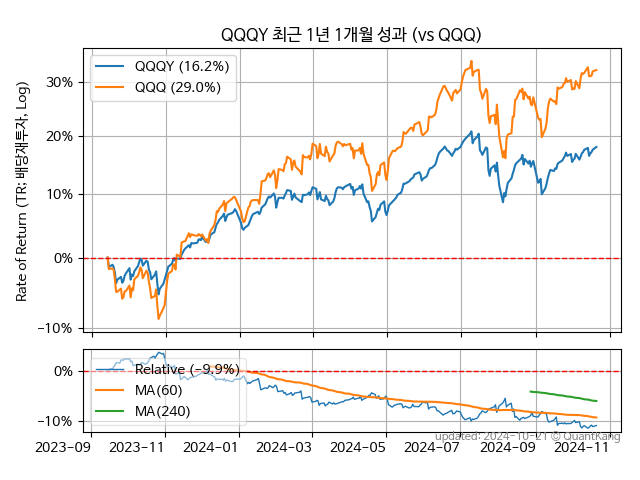 QQQY 최근 1년 1개월 성과 (vs QQQ)
Rate of Return (TR: 배당재투자, Log)
30%
20%
10%
0%
−10%
QQQY (16.2%)
QQQ (29.0%)
0%
−10%
Relative (−9.9%)
MA(60)
MA(240)
updated: 2024-10-21 © QuantKang
2023-09
2023-11
2024-01
2024-03
2024-05
2024-07
2024-09
2024-11